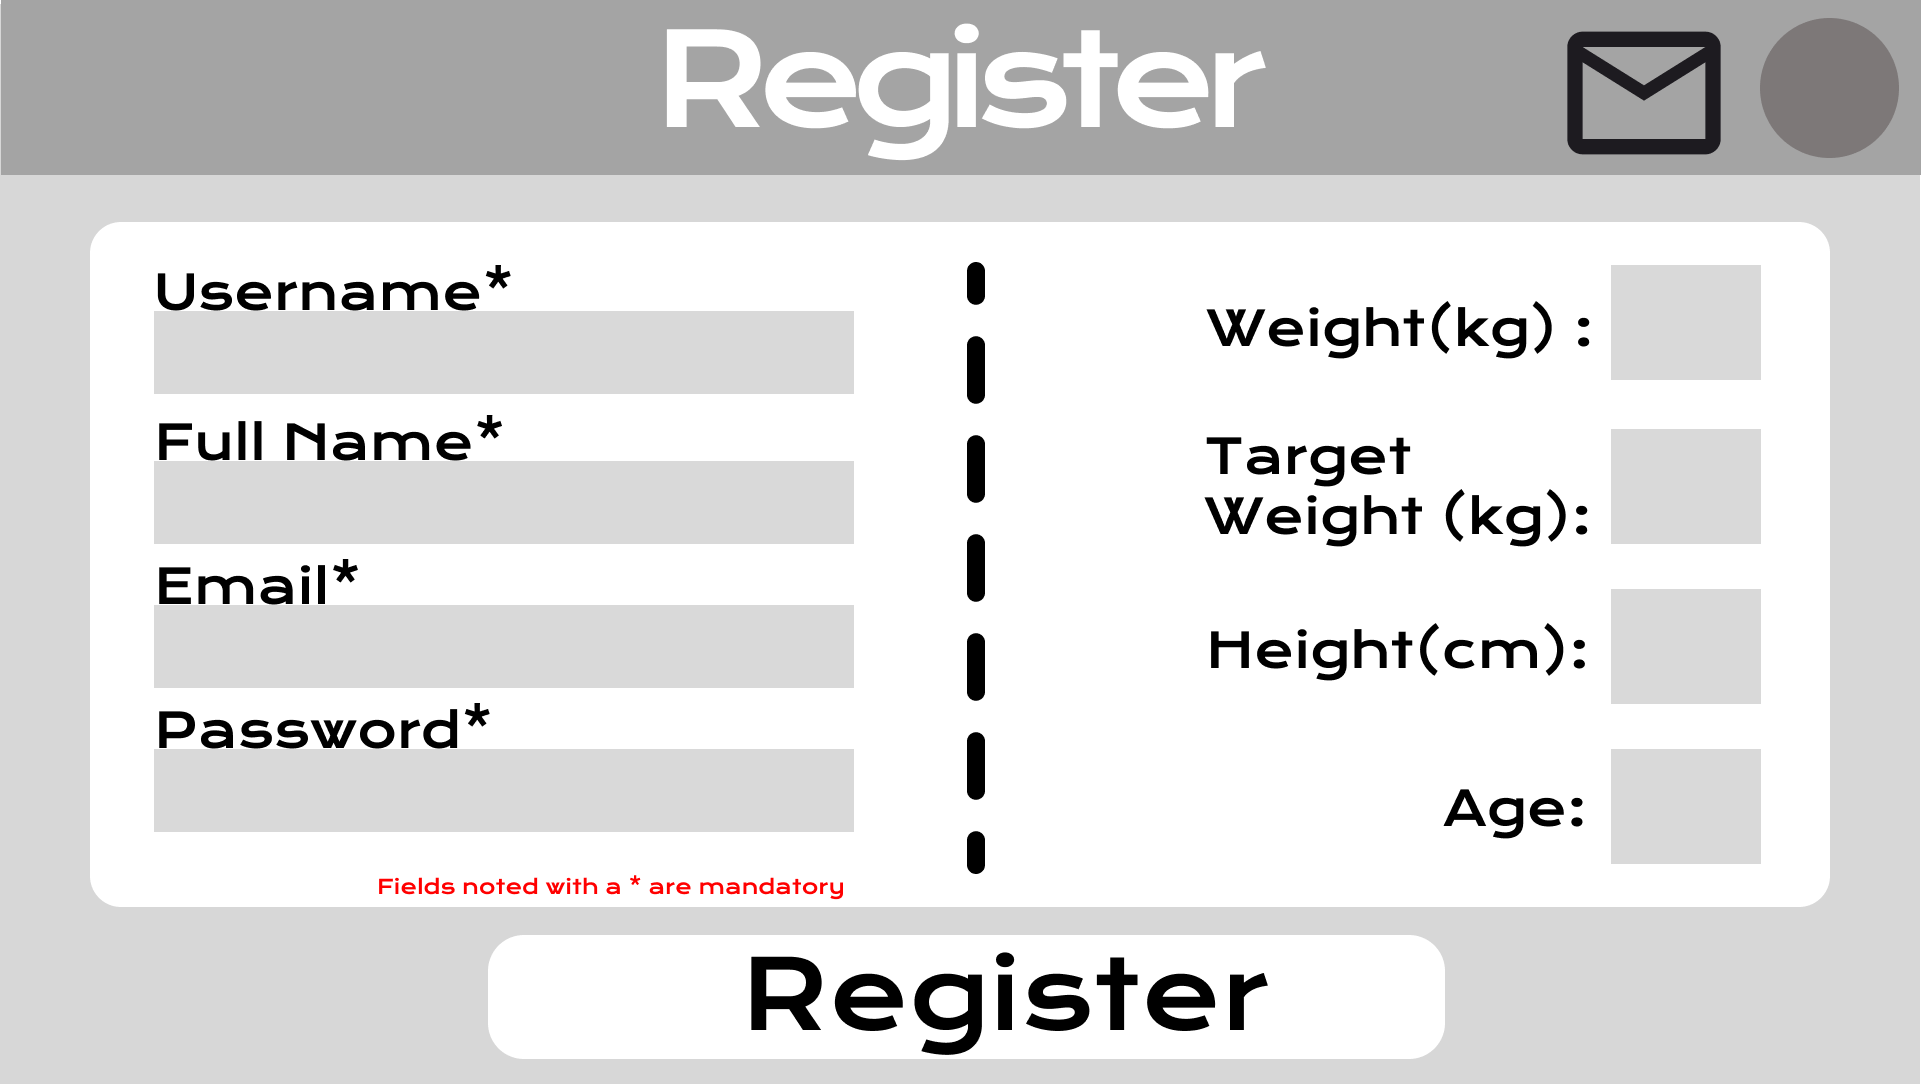 Register
Username*
Full Name*
Email*
Password*
Fields noted with a * are mandatory
Weight(kg) :
Target
Weight (kg):
Height(cm):
Age:
Register